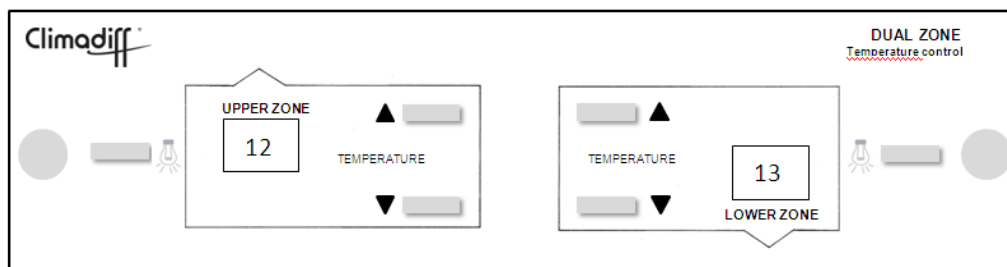 Climadiff
DUAL ZONE
Temperature control
UPPER ZONE
12
TEMPERATURE
TEMPERATURE
13
LOWER ZONE